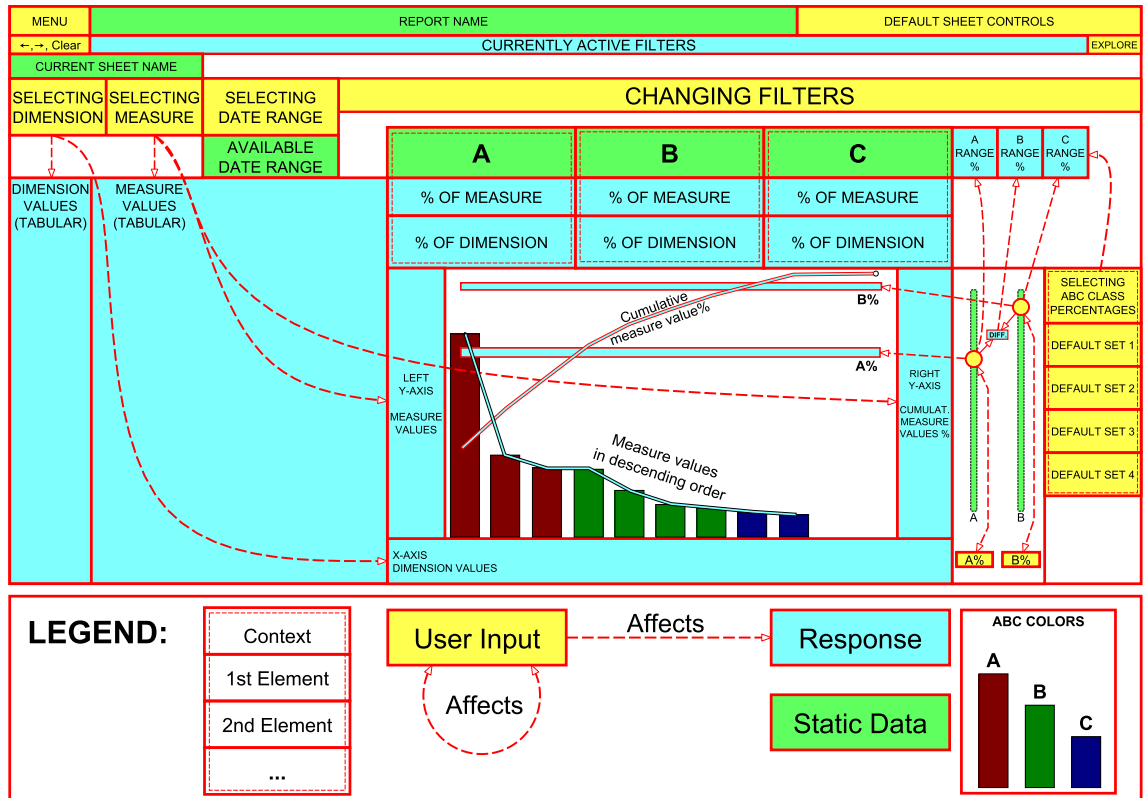 MENU
REPORT NAME
DEFAULT SHEET CONTROLS
←,→, Clear
CURRENTLY ACTIVE FILTERS
EXPLORE
CURRENT SHEET NAME
SELECTING
DIMENSION
SELECTING
MEASURE
SELECTING
DATE RANGE
CHANGING FILTERS
AVAILABLE
DATE RANGE
A
B
C
A
RANGE
%
B
RANGE
%
C
RANGE
%
DIMENSION
VALUES
(TABULAR)
MEASURE
VALUES
(TABULAR)
% OF MEASURE
% OF MEASURE
% OF MEASURE
% OF DIMENSION
% OF DIMENSION
% OF DIMENSION
LEFT
Y-AXIS
MEASURE
VALUES
Cumulative
measure value%
B%
A%
Measure values
in descending order
RIGHT
Y-AXIS
CUMULAT.
MEASURE
VALUES %
DIFF.
A
B
A%
B%
SELECTING
ABC CLASS
PERCENTAGES
DEFAULT SET 1
DEFAULT SET 2
DEFAULT SET 3
DEFAULT SET 4
X-AXIS
DIMENSION VALUES
LEGEND:
Context
1st Element
2nd Element
...
User Input
Affects
Affects
Response
Static Data
ABC COLORS
A
B
C